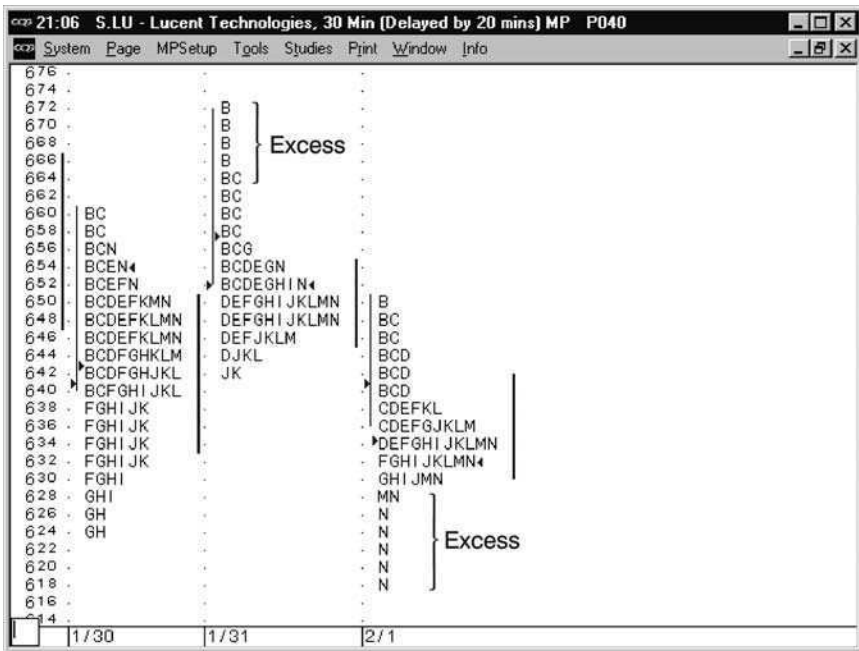 21:06 S.LU - Lucent Technologies, 30 Min (Delayed by 20 mins) MP P040
System Page MPSetup Tools Studies Print Window Info
676
674
672 B
670 B
668 B Excess
666 B
664 BC
662 BC
660 BC BC
658 BC BC
656 BCN BCG
654 BCEN BCDEGN
652 BCEFN BCDEGHIN
650 BCDEFKMN DEFGHIJKLMN B
648 BCDEFKLMN DEFGHIJKLMN BC
646 BCDEFKLMN DEFJKLM BC
644 BCDFGHKLM DJKL BCD
642 BCDFGHJKL JK BCD
640 BCFGHIJKL BCD
638 FGHIJK CDEFKL
636 FGHIJK CDEFGJKLM
634 FGHIJK DEFGHIJKLMN
632 FGHIJK FGHIJKLMN
630 FGHI GHIJMN
628 GHI MN
626 GH N
624 GH N
622 N Excess
620 N
618 N
616
614
1/30 1/31 2/1